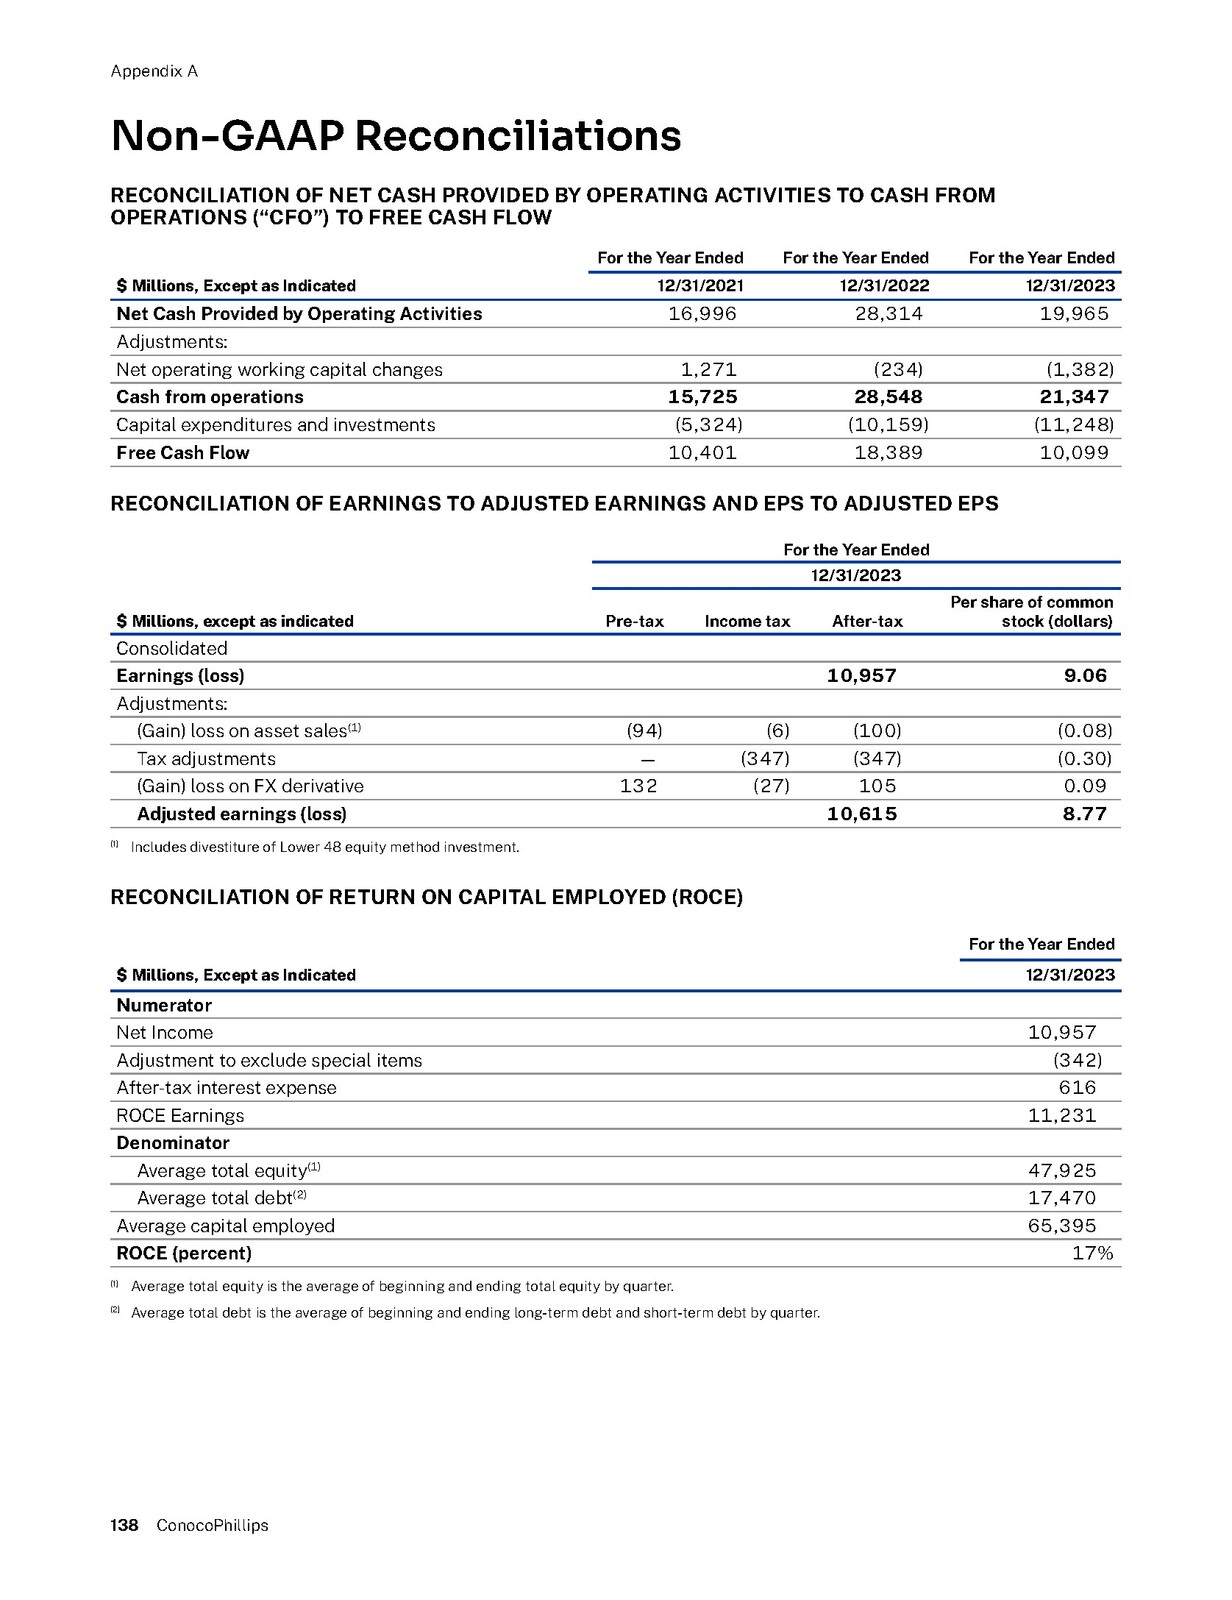 Appendix A
Non-GAAP Reconciliations
RECONCILIATION OF NET CASH PROVIDED BY OPERATING ACTIVITIES TO CASH FROM
OPERATIONS (“CFO”) TO FREE CASH FLOW
For the Year Ended For the Year Ended For the Year Ended
$ Millions, Except as Indicated 12/31/2021 12/31/2022 12/31/2023
Net Cash Provided by Operating Activities 16,996 28,314 19,965
Adjustments:
Net operating working capital changes 1,271 (234) (1,382)
Cash from operations 15,725 28,548 21,347
Capital expenditures and investments (5,324) (10,159) (11,248)
Free Cash Flow 10,401 18,389 10,099
RECONCILIATION OF EARNINGS TO ADJUSTED EARNINGS AND EPS TO ADJUSTED EPS
For the Year Ended
12/31/2023
Per share of common
$ Millions, except as indicated Pre-tax Income tax After-tax stock (dollars)
Consolidated
Earnings (loss) 10,957 9.06
Adjustments:
(Gain) loss on asset sales(1) (94) (6) (100) (0.08)
Tax adjustments — (347) (347) (0.30)
(Gain) loss on FX derivative 132 (27) 105 0.09
Adjusted earnings (loss) 10,615 8.77
(1) Includes divestiture of Lower 48 equity method investment.
RECONCILIATION OF RETURN ON CAPITAL EMPLOYED (ROCE)
For the Year Ended
$ Millions, Except as Indicated 12/31/2023
Numerator
Net Income 10,957
Adjustment to exclude special items (342)
After-tax interest expense 616
ROCE Earnings 11,231
Denominator
Average total equity(1) 47,925
Average total debt(2) 17,470
Average capital employed 65,395
ROCE (percent) 17%
(1) Average total equity is the average of beginning and ending total equity by quarter.
(2) Average total debt is the average of beginning and ending long-term debt and short-term debt by quarter.
138 ConocoPhillips